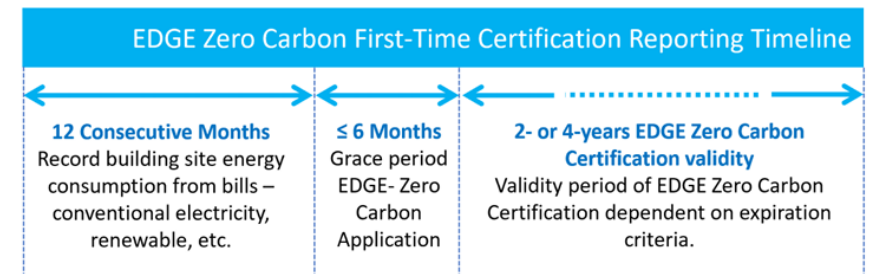 EDGE Zero Carbon First-Time Certification Reporting Timeline
12 Consecutive Months
Record building site energy
consumption from bills –
conventional electricity,
renewable, etc.
≤ 6 Months
Grace period
EDGE- Zero
Carbon
Application
2- or 4-years EDGE Zero Carbon
Certification validity
Validity period of EDGE Zero Carbon
Certification dependent on expiration
criteria.